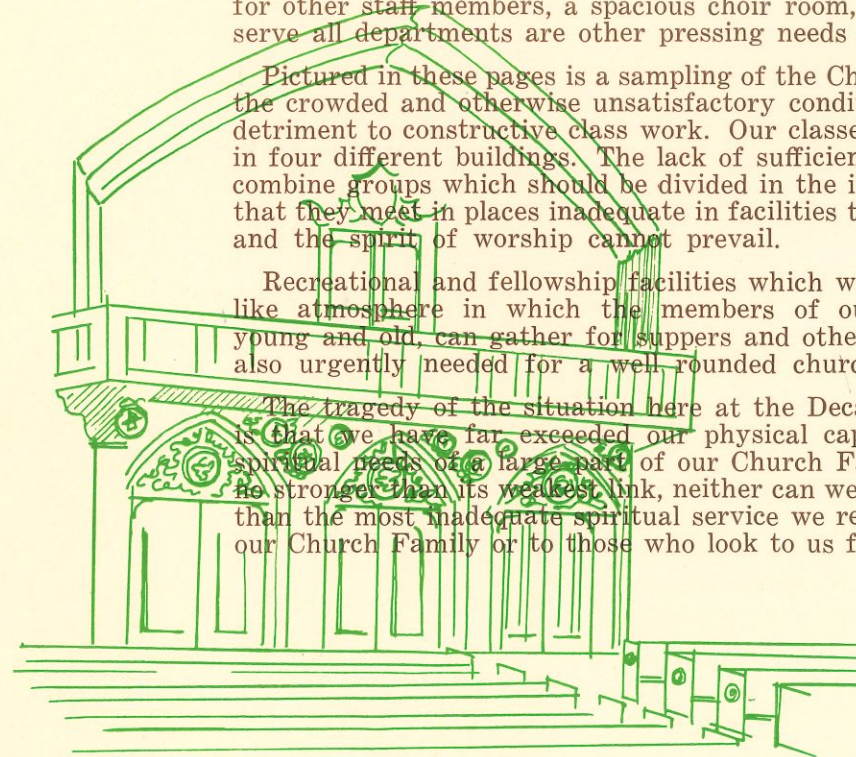 for other staff members, a spacious choir room,
serve all departments are other pressing needs
Pictured in these pages is a sampling of the Ch
the crowded and otherwise unsatisfactory condi
detriment to constructive class work. Our classe
in four different buildings. The lack of sufficien
combine groups which should be divided in the i
that they meet in places inadequate in facilities t
and the spirit of worship cannot prevail.
Recreational and fellowship facilities which w
like atmosphere in which the members of ou
young and old, can gather for suppers and othe
also urgently needed for a well rounded churc
The tragedy of the situation here at the Deca
is that we have far exceeded our physical cap
spiritual needs of a large part of our Church F
no stronger than its weakest link, neither can we
than the most inadequate spiritual service we re
our Church Family or to those who look to us f